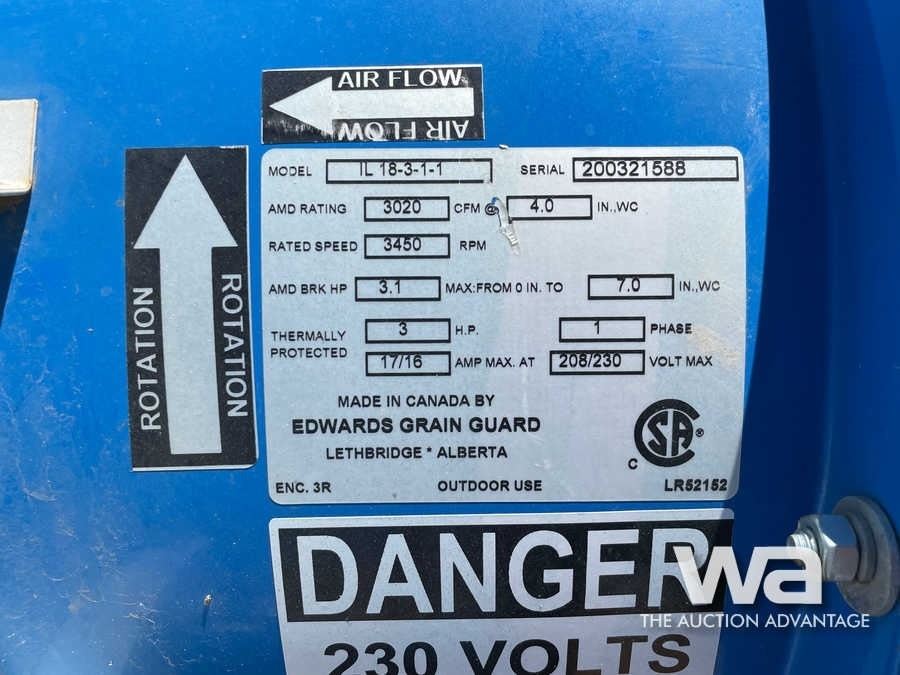 AIR FLOW
AIR FLOW
ROTATION
ROTATION
MODEL IL 18-3-1-1 SERIAL 200321588
AMD RATING 3020 CFM @ 4.0 IN.,WC
RATED SPEED 3450 RPM
AMD BRK HP 3.1 MAX:FROM 0 IN. TO 7.0 IN.,WC
THERMALLY PROTECTED 3 H.P. 1 PHASE
17/16 AMP MAX. AT 208/230 VOLT MAX
MADE IN CANADA BY
EDWARDS GRAIN GUARD
LETHBRIDGE * ALBERTA
C SA ®
ENC. 3R OUTDOOR USE LR52152
DANGER
230 VOLTS
wa
THE AUCTION ADVANTAGE